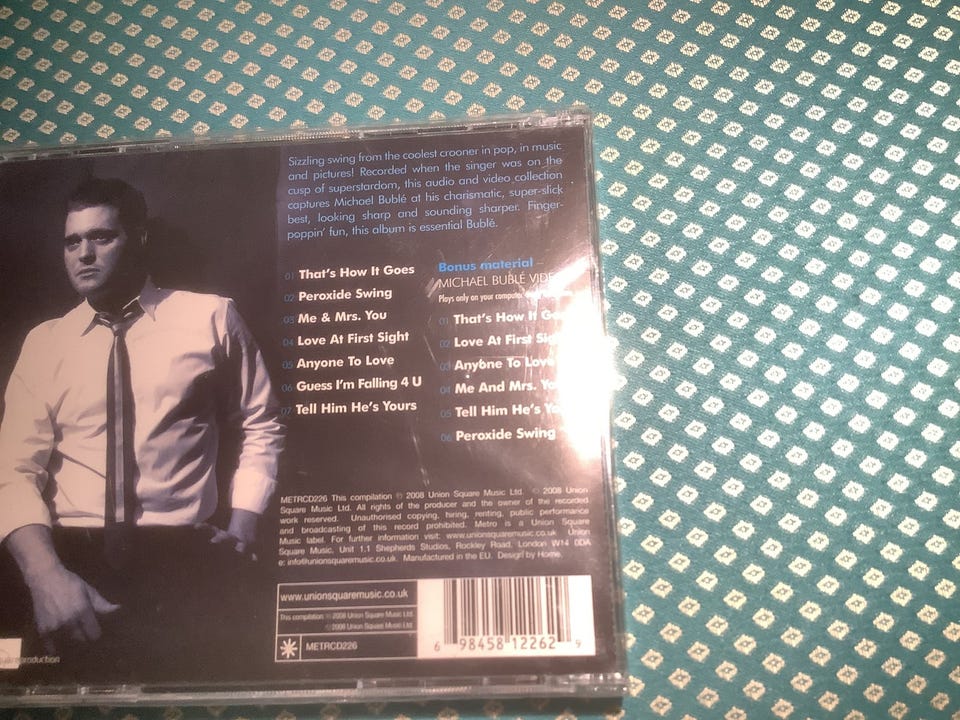 Sizzling swing from the coolest crooner in pop, in music
and pictures! Recorded when the singer was on the
cusp of superstardom, this audio and video collection
captures Michael Bublé at his charismatic, super-slick
best, looking sharp and sounding sharper. Finger-
poppin' fun, this album is essential Bublé.
01 That's How It Goes
02 Peroxide Swing
03 Me & Mrs. You
04 Love At First Sight
05 Anyone To Love
06 Guess I'm Falling 4 U
07 Tell Him He's Yours
Bonus material –
MICHAEL BUBLÉ
Plays only on your computer
01 That's How It
02 Love At First
03 Anyone To Love
04 Me And Mrs.
05 Tell Him He's
06 Peroxide Swing
METRCD226 This compilation ℗ 2008 Union Square Music Ltd. © 2008 Union
Square Music Ltd. All rights of the producer and the owner of the recorded
work reserved. Unauthorised copying, hiring, renting, public performance
and broadcasting of this record prohibited. Metro is a Union Square
Music label. For further information visit: www.unionsquaremusic.co.uk Union
Square Music, Unit 1.1 Shepherds Studios, Rockley Road, London W14 0DA
e: info@unionsquaremusic.co.uk. Manufactured in the EU. Design by Home.
www.unionsquaremusic.co.uk
This compilation ℗ 2008 Union Square Music Ltd.
© 2008 Union Square Music Ltd.
METRCD226
6 98458 12262 9